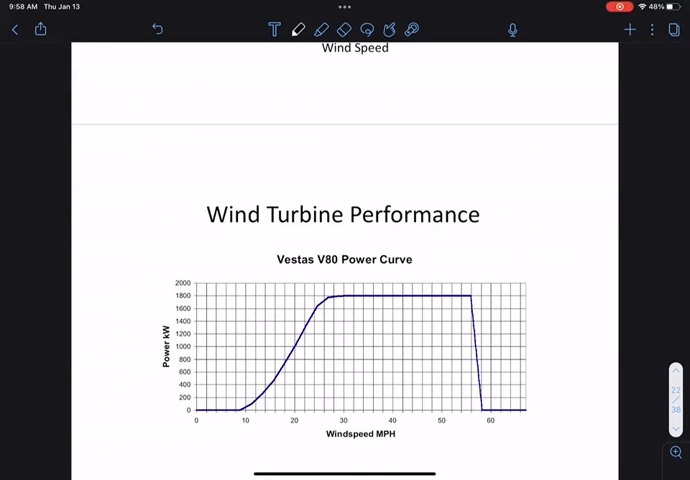 9:58 AM Thu Jan 13
48%
T
Wind Speed
Wind Turbine Performance
Vestas V80 Power Curve
2000
1800
1600
1400
1200
1000
800
600
400
200
0
Power kW
0 10 20 30 40 50 60
Windspeed MPH
22
/
38